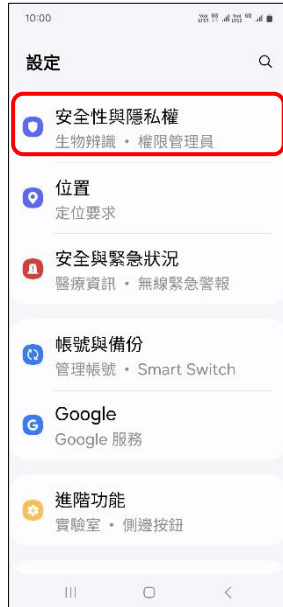 10:00
設定
安全性與隱私權
生物辨識 • 權限管理員
位置
定位要求
安全與緊急狀況
醫療資訊 • 無線緊急警報
帳號與備份
管理帳號 • Smart Switch
Google
Google 服務
進階功能
實驗室 • 側邊按鈕